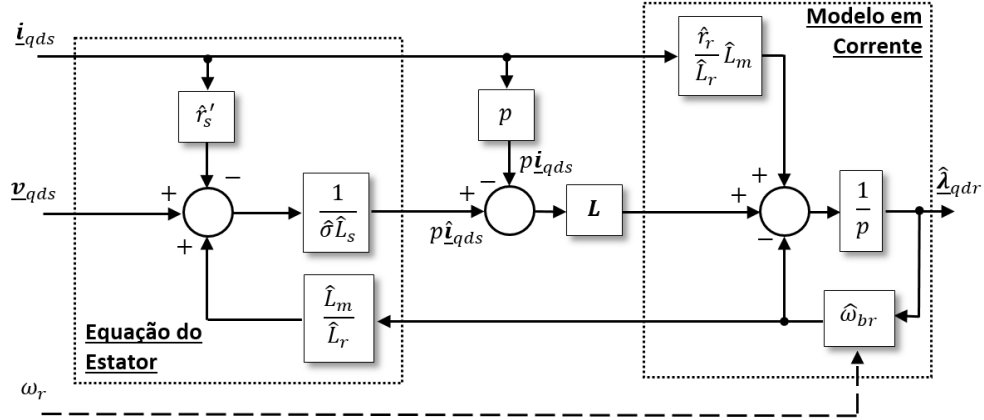 Modelo em
Corrente
i_qds
r̂_r
L̂_r
L̂_m
r̂_s′
p
p i_qds
v_qds
+
−
+
1
σ̂L̂_s
+
−
p î_qds
L
+
+
−
1
p
λ̂_qdr
L̂_m
L̂_r
ω̂_br
Equação do
Estator
ω_r